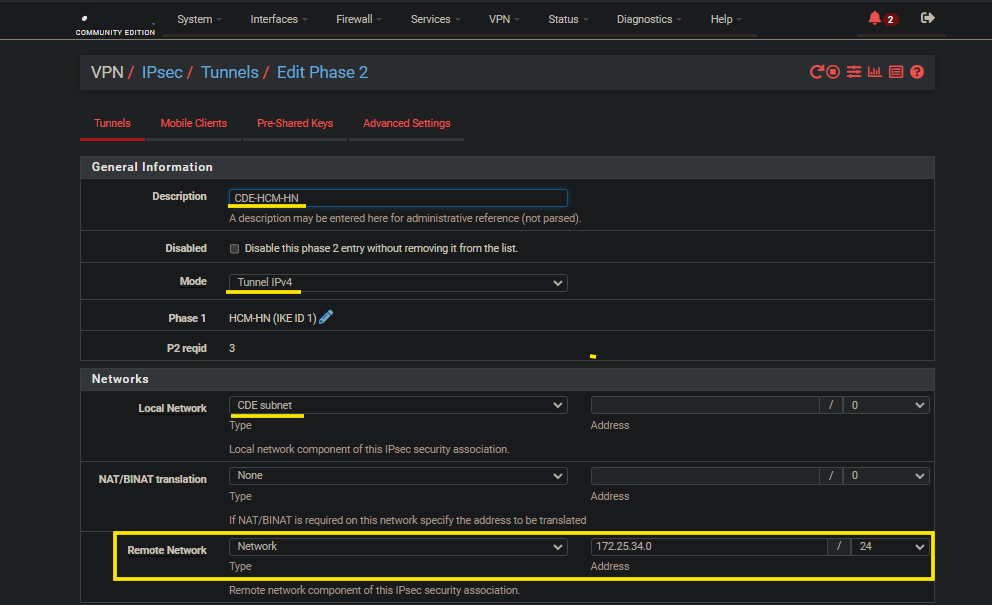 COMMUNITY EDITION
System Interfaces Firewall Services VPN Status Diagnostics Help 2
VPN / IPsec / Tunnels / Edit Phase 2
Tunnels Mobile Clients Pre-Shared Keys Advanced Settings
General Information
Description CDE-HCM-HN
A description may be entered here for administrative reference (not parsed).
Disabled Disable this phase 2 entry without removing it from the list.
Mode Tunnel IPv4
Phase 1 HCM-HN (IKE ID 1)
P2 reqid 3
Networks
Local Network CDE subnet / 0
Type Address
Local network component of this IPsec security association.
NAT/BINAT translation None / 0
Type Address
If NAT/BINAT is required on this network specify the address to be translated
Remote Network Network 172.25.34.0 / 24
Type Address
Remote network component of this IPsec security association.